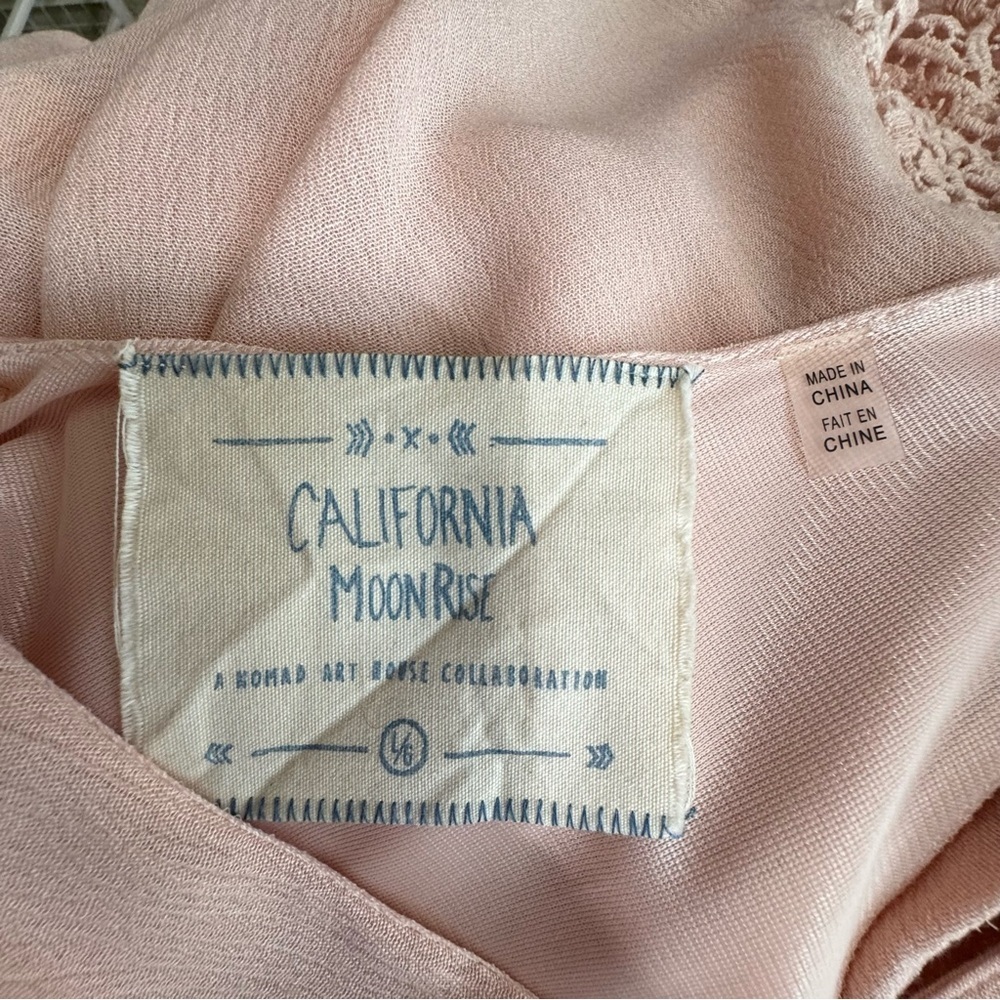 CALIFORNIA
MOONRISE
A NOMAD ART HOUSE COLLABORATION
L/G
MADE IN
CHINA
FAIT EN
CHINE